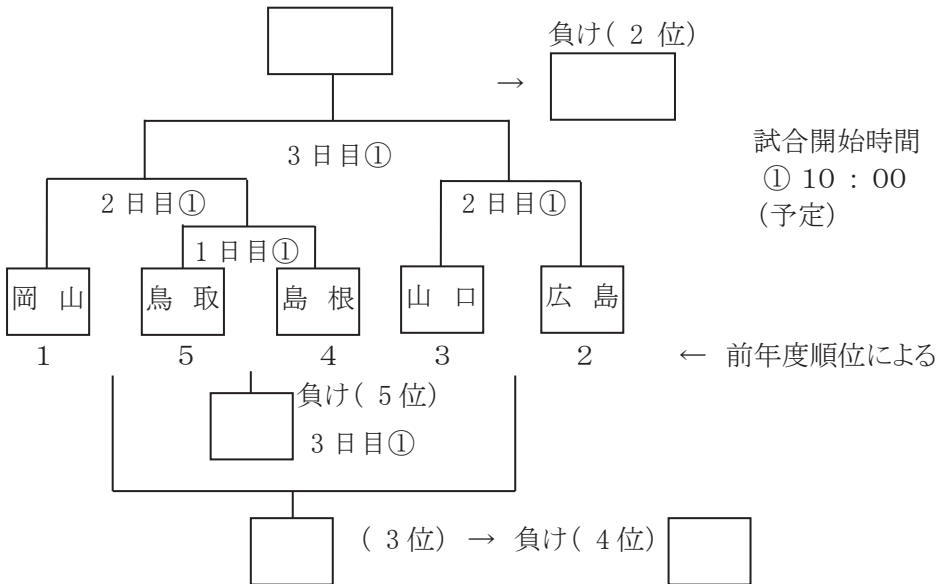 負け( 2 位)
→
3 日目①
試合開始時間
① 10 : 00
(予定)
2 日目①
2 日目①
1 日目①
岡 山
鳥 取
島 根
山 口
広 島
1 5 4 3 2 ← 前年度順位による
負け( 5 位)
3 日目①
( 3 位) → 負け( 4 位)